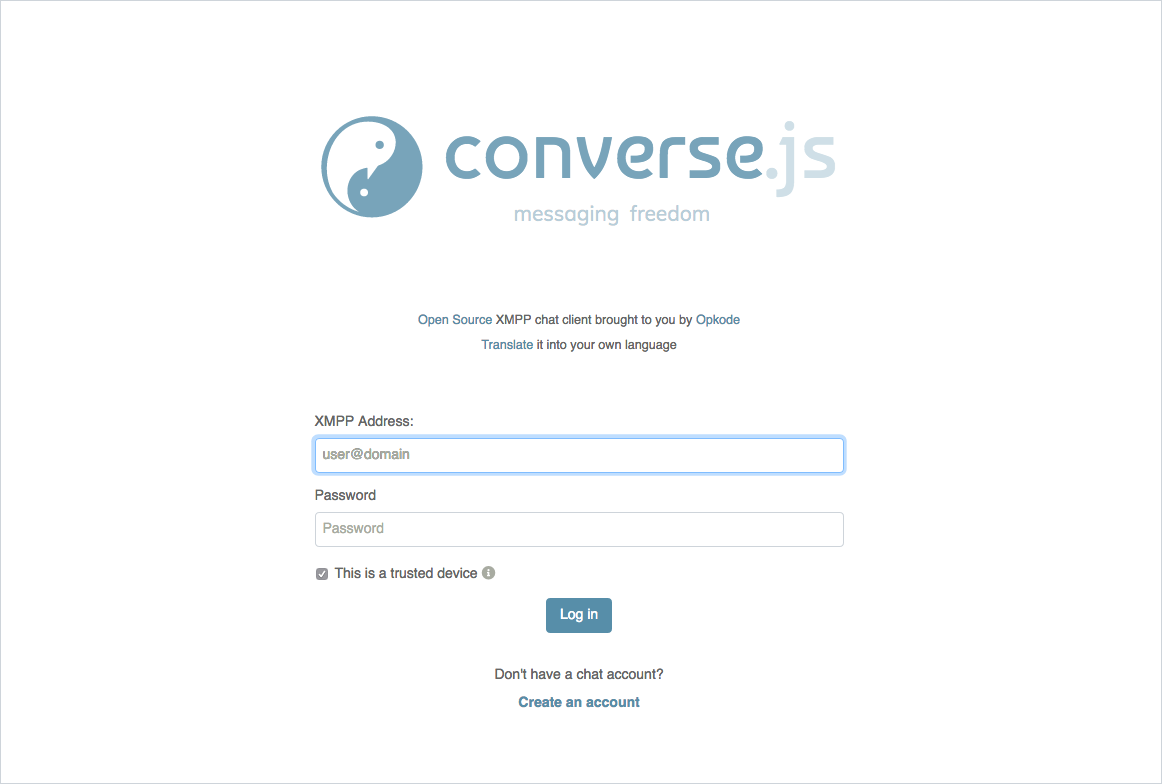 converse.js
messaging freedom
Open Source XMPP chat client brought to you by Opkode
Translate it into your own language
XMPP Address:
user@domain
Password
Password
This is a trusted device
Log in
Don't have a chat account?
Create an account